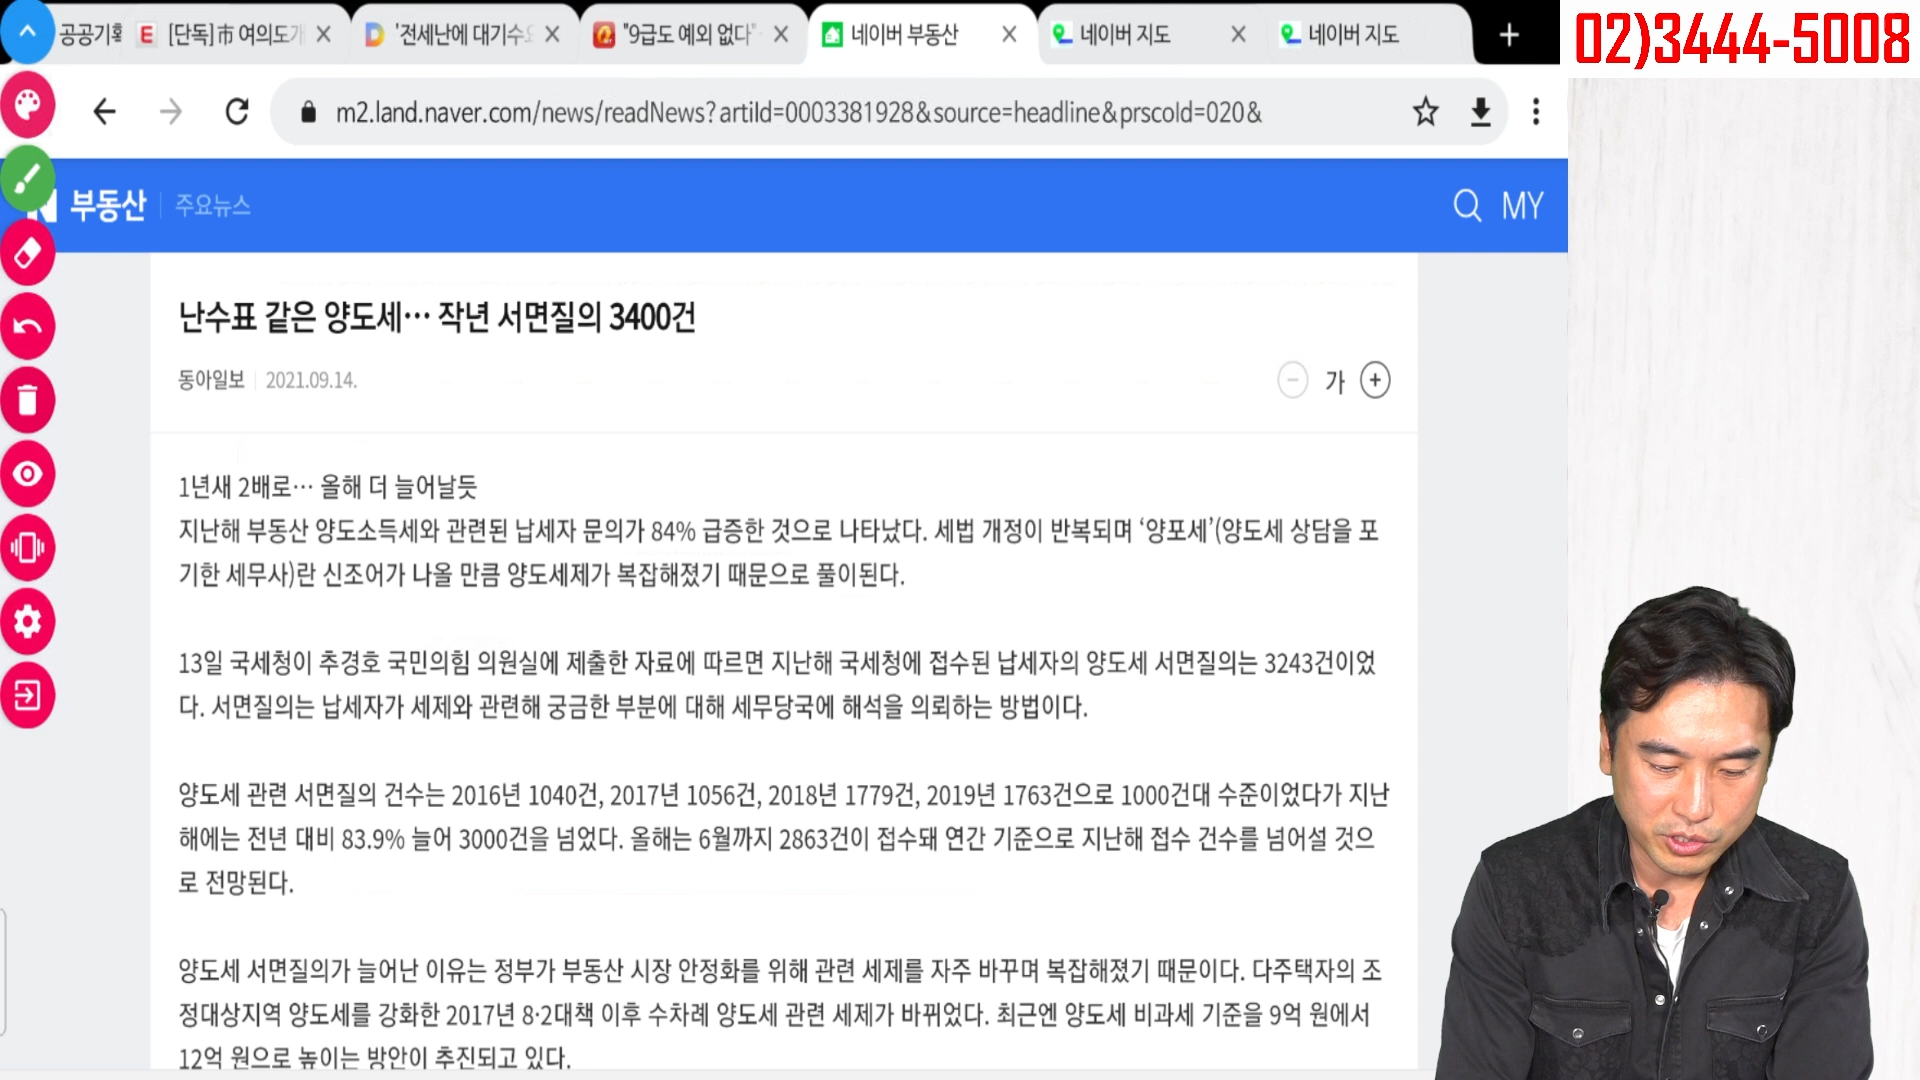 공공기획
[단독]市 여의도개
'전세난에 대기수요
"9급도 예외 없다"
네이버 부동산
네이버 지도
네이버 지도
02)3444-5008
m2.land.naver.com/news/readNews?artiId=0003381928&source=headline&prscoId=020&
부동산 주요뉴스
MY
난수표 같은 양도세… 작년 서면질의 3400건
동아일보 2021.09.14.
가
1년새 2배로… 올해 더 늘어날듯
지난해 부동산 양도소득세와 관련된 납세자 문의가 84% 급증한 것으로 나타났다. 세법 개정이 반복되며 ‘양포세’(양도세 상담을 포
기한 세무사)란 신조어가 나올 만큼 양도세제가 복잡해졌기 때문으로 풀이된다.
13일 국세청이 추경호 국민의힘 의원실에 제출한 자료에 따르면 지난해 국세청에 접수된 납세자의 양도세 서면질의는 3243건이었
다. 서면질의는 납세자가 세제와 관련해 궁금한 부분에 대해 세무당국에 해석을 의뢰하는 방법이다.
양도세 관련 서면질의 건수는 2016년 1040건, 2017년 1056건, 2018년 1779건, 2019년 1763건으로 1000건대 수준이었다가 지난
해에는 전년 대비 83.9% 늘어 3000건을 넘었다. 올해는 6월까지 2863건이 접수돼 연간 기준으로 지난해 접수 건수를 넘어설 것으
로 전망된다.
양도세 서면질의가 늘어난 이유는 정부가 부동산 시장 안정화를 위해 관련 세제를 자주 바꾸며 복잡해졌기 때문이다. 다주택자의 조
정대상지역 양도세를 강화한 2017년 8·2대책 이후 수차례 양도세 관련 세제가 바뀌었다. 최근엔 양도세 비과세 기준을 9억 원에서
12억 원으로 높이는 방안이 추진되고 있다.